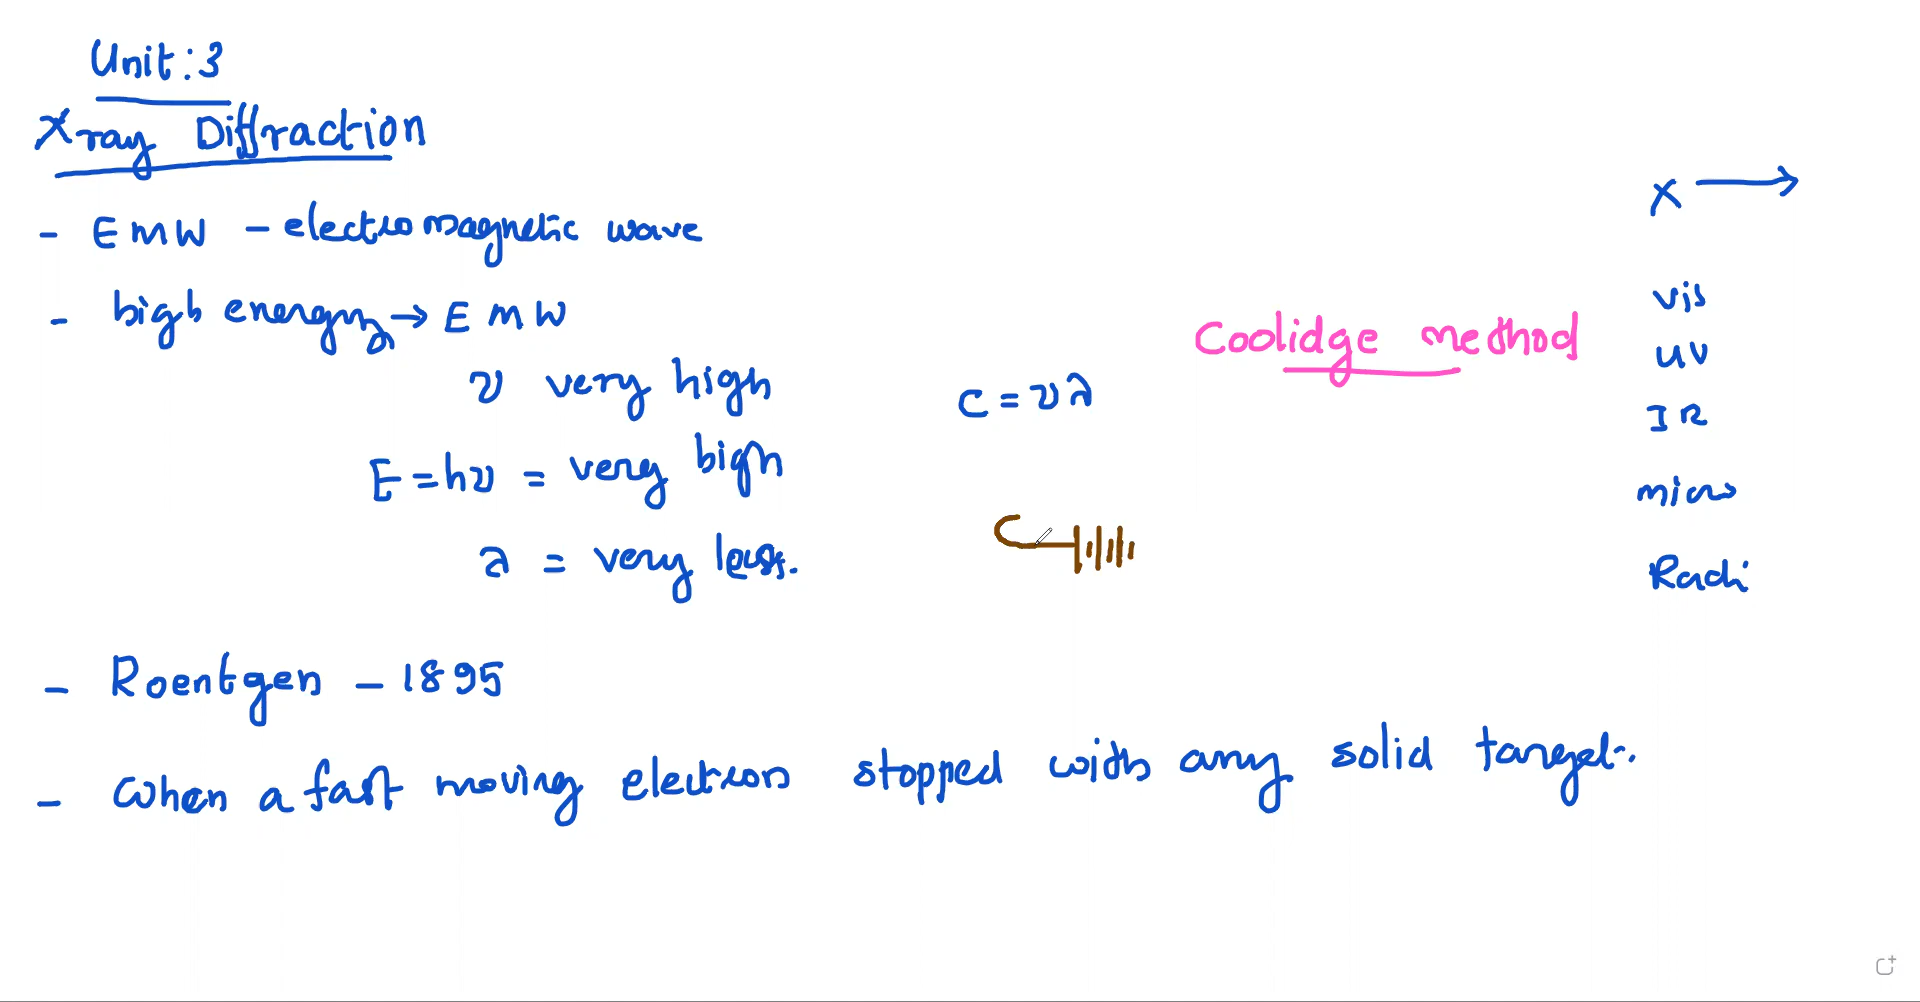 Unit:3
Xray Diffraction
- EMW - electromagnetic wave
- high energy → EMW
ν very high
E = hν = very high
λ = very less.
C = νλ
Coolidge method
X →
Vis
UV
IR
micro
Radi
- Roentgen - 1895
- When a fast moving electron stopped with any solid target.